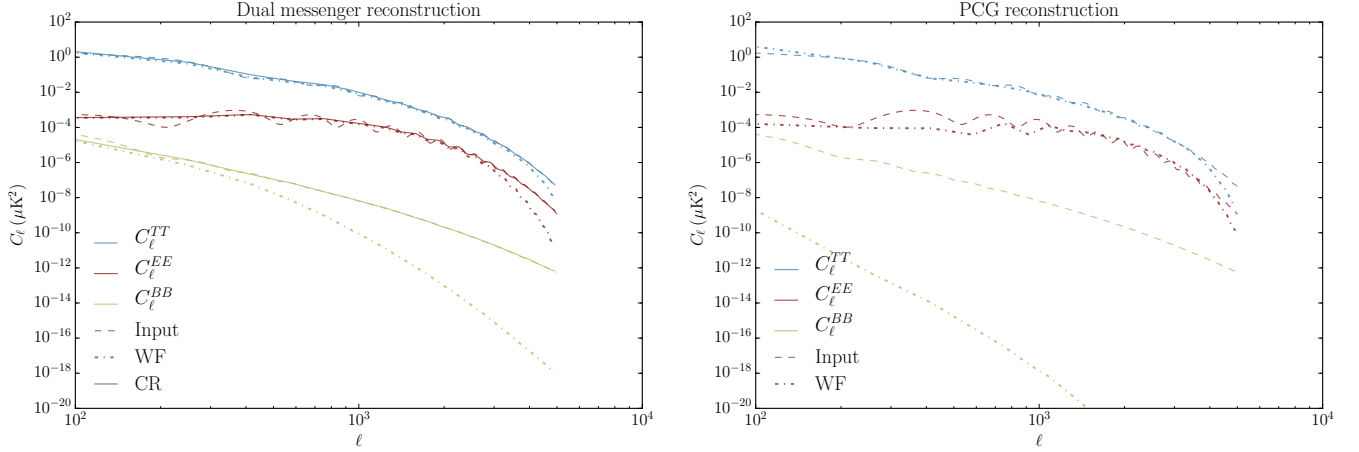 Dual messenger reconstruction
10^2
10^0
10^-2
10^-4
10^-6
10^-8
10^-10
10^-12
10^-14
10^-16
10^-18
10^-20
C_ℓ (μK^2)
C_ℓ^TT
C_ℓ^EE
C_ℓ^BB
Input
WF
CR
10^2 10^3 10^4
ℓ
PCG reconstruction
10^2
10^0
10^-2
10^-4
10^-6
10^-8
10^-10
10^-12
10^-14
10^-16
10^-18
10^-20
C_ℓ (μK^2)
C_ℓ^TT
C_ℓ^EE
C_ℓ^BB
Input
WF
10^2 10^3 10^4
ℓ